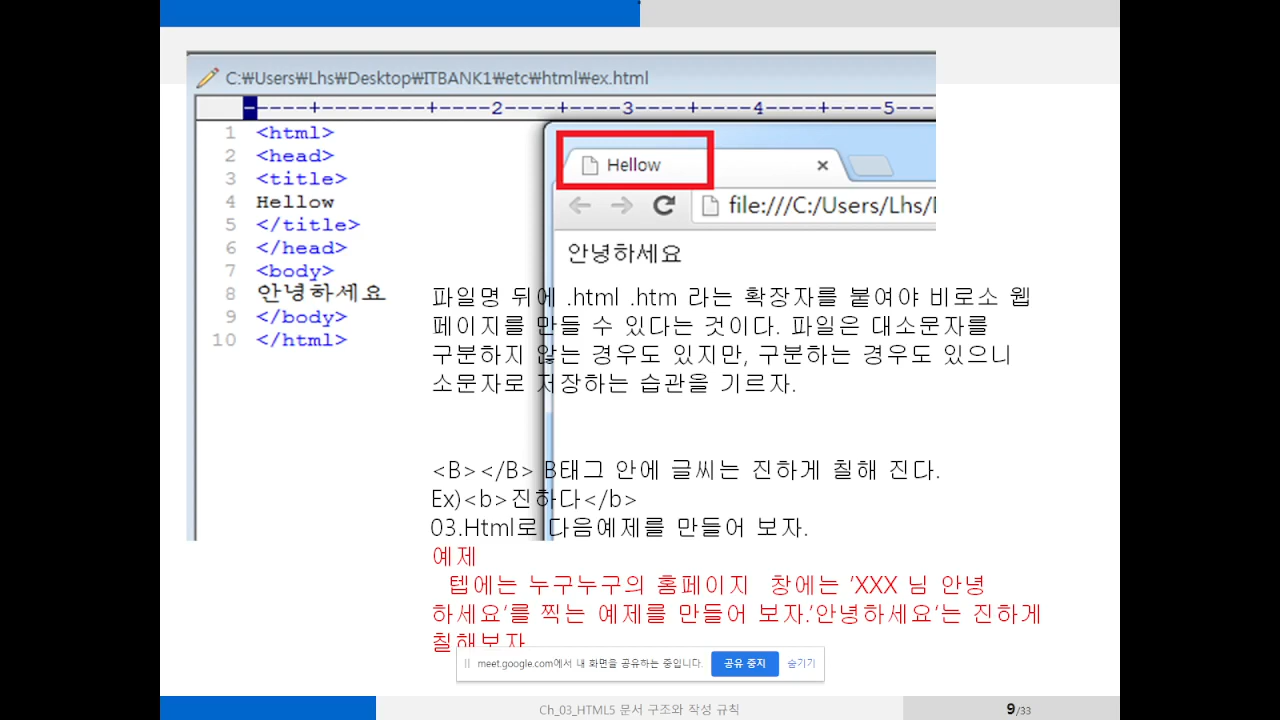 C:₩Users₩Lhs₩Desktop₩ITBANK1₩etc₩html₩ex.html
----+--------+----2----+----3----+----4----+----5---
1 <html>
2 <head>
3 <title>
4 Hellow
5 </title>
6 </head>
7 <body>
8 안녕하세요
9 </body>
10 </html>
Hellow
file:///C:/Users/Lhs/
안녕하세요
파일명 뒤에 .html .htm 라는 확장자를 붙여야 비로소 웹
페이지를 만들 수 있다는 것이다. 파일은 대소문자를
구분하지 않는 경우도 있지만, 구분하는 경우도 있으니
소문자로 저장하는 습관을 기르자.
<B></B> B태그 안에 글씨는 진하게 칠해 진다.
Ex)<b>진하다</b>
03.Html로 다음예제를 만들어 보자.
예제
텝에는 누구누구의 홈페이지 창에는 ’XXX 님 안녕
하세요’를 찍는 예제를 만들어 보자.’안녕하세요’는 진하게
칠해보자
meet.google.com에서 내 화면을 공유하는 중입니다. 공유 중지 숨기기
Ch_03_HTML5 문서 구조와 작성 규칙
9/33